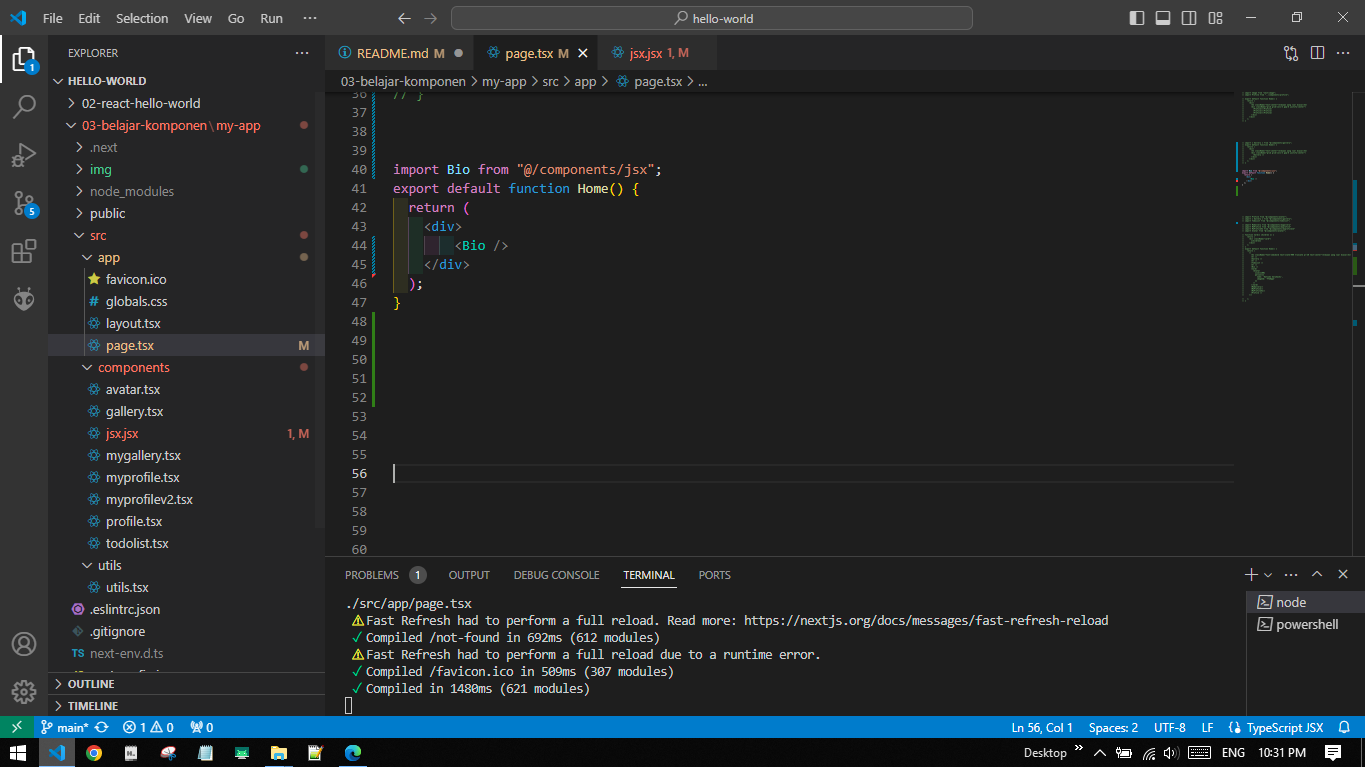 File Edit Selection View Go Run ··· hello-world
EXPLORER ···
HELLO-WORLD
02-react-hello-world
03-belajar-komponen\my-app
.next
img
node_modules
public
src
app
favicon.ico
# globals.css
layout.tsx
page.tsx M
components
avatar.tsx
gallery.tsx
jsx.jsx 1, M
mygallery.tsx
myprofile.tsx
myprofilev2.tsx
profile.tsx
todolist.tsx
utils
utils.tsx
.eslintrc.json
.gitignore
TS next-env.d.ts
OUTLINE
TIMELINE
1
5
README.md M
page.tsx M
jsx.jsx 1, M
03-belajar-komponen > my-app > src > app > page.tsx > ...
36 // }
37
38
39
40 import Bio from "@/components/jsx";
41 export default function Home() {
42 return (
43 <div>
44 <Bio />
45 </div>
46 );
47 }
48
49
50
51
52
53
54
55
56
57
58
59
60
PROBLEMS 1 OUTPUT DEBUG CONSOLE TERMINAL PORTS
./src/app/page.tsx
⚠ Fast Refresh had to perform a full reload. Read more: https://nextjs.org/docs/messages/fast-refresh-reload
✓ Compiled /not-found in 692ms (612 modules)
⚠ Fast Refresh had to perform a full reload due to a runtime error.
✓ Compiled /favicon.ico in 509ms (307 modules)
✓ Compiled in 1480ms (621 modules)
node
powershell
main* 1 0 0 Ln 56, Col 1 Spaces: 2 UTF-8 LF TypeScript JSX
Desktop ENG 10:31 PM